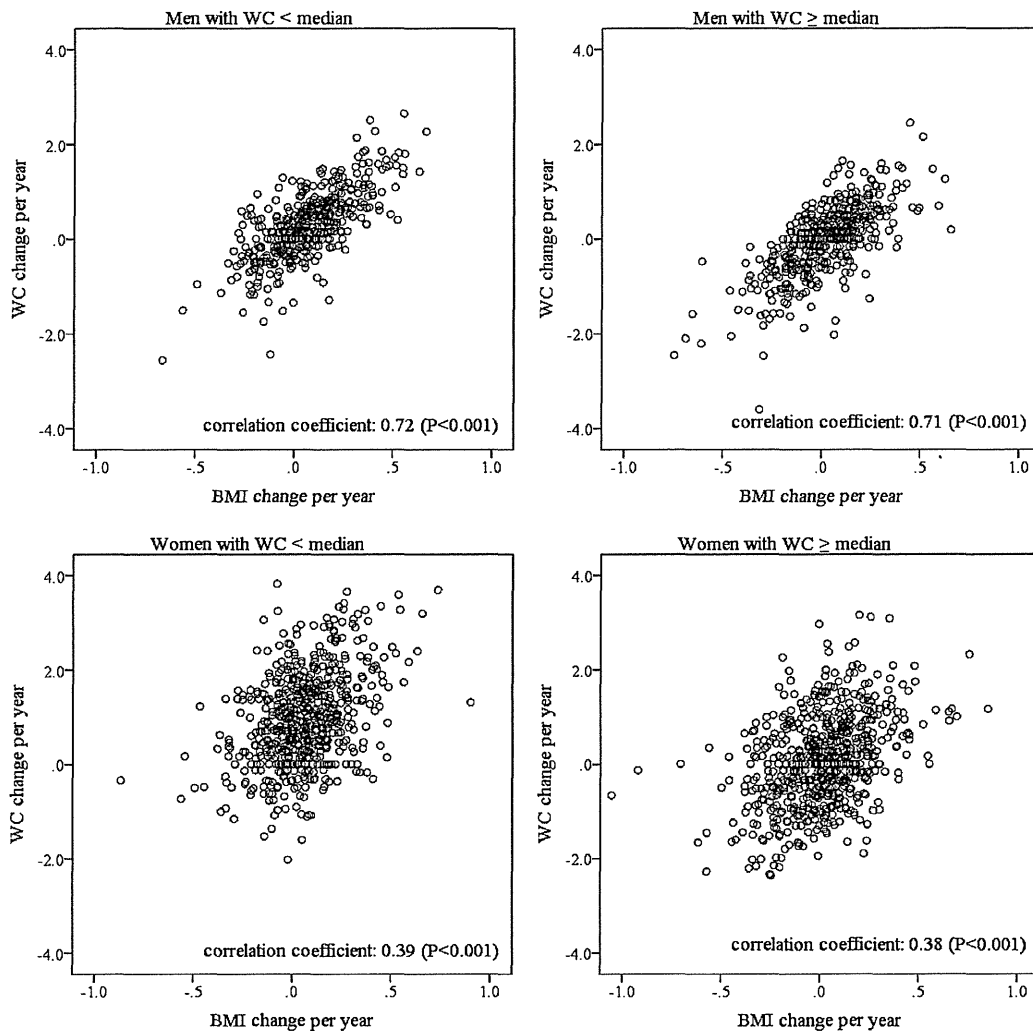 Men with WC < median
4.0
2.0
.0
-2.0
-4.0
WC change per year
correlation coefficient: 0.72 (P<0.001)
-1.0 -.5 .0 .5 1.0
BMI change per year
Men with WC ≥ median
4.0
2.0
.0
-2.0
-4.0
WC change per year
correlation coefficient: 0.71 (P<0.001)
-1.0 -.5 .0 .5 1.0
BMI change per year
Women with WC < median
4.0
2.0
.0
-2.0
-4.0
WC change per year
correlation coefficient: 0.39 (P<0.001)
-1.0 -.5 .0 .5 1.0
BMI change per year
Women with WC ≥ median
4.0
2.0
.0
-2.0
-4.0
WC change per year
correlation coefficient: 0.38 (P<0.001)
-1.0 -.5 .0 .5 1.0
BMI change per year